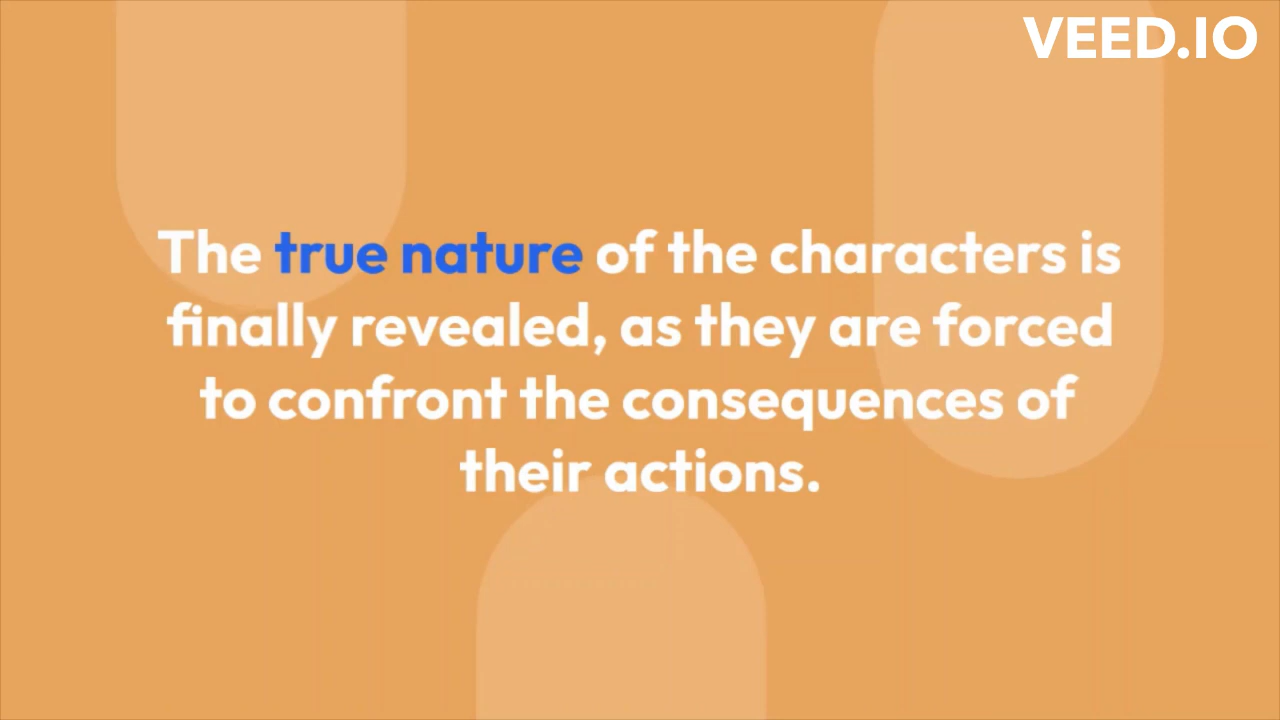 VEED.IO
The true nature of the characters is
finally revealed, as they are forced
to confront the consequences of
their actions.